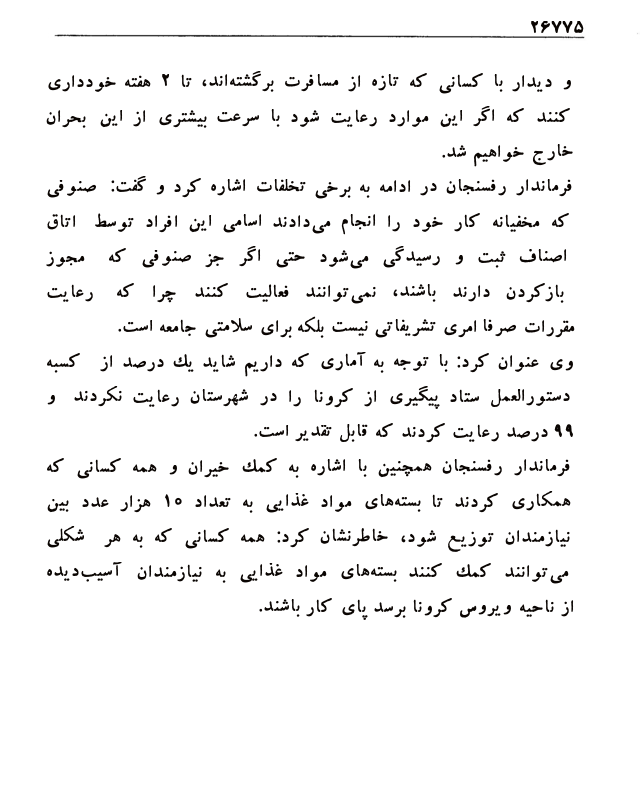 ۲۶۷۷۵
و دیدار با کسانی که تازه از مسافرت برگشته‌اند، تا ۲ هفته خودداری
کنند که اگر این موارد رعایت شود با سرعت بیشتری از این بحران
خارج خواهیم شد.
فرماندار رفسنجان در ادامه به برخی تخلفات اشاره کرد و گفت: صنوفی
که مخفیانه کار خود را انجام می‌دادند اسامی این افراد توسط اتاق
اصناف ثبت و رسیدگی می‌شود حتی اگر جز صنوفی که مجوز
بازکردن دارند باشند، نمی‌توانند فعالیت کنند چرا که رعایت
مقررات صرفا امری تشریفاتی نیست بلکه برای سلامتی جامعه است.
وی عنوان کرد: با توجه به آماری که داریم شاید یك درصد از کسبه
دستورالعمل ستاد پیگیری از کرونا را در شهرستان رعایت نکردند و
۹۹ درصد رعایت کردند که قابل تقدیر است.
فرماندار رفسنجان همچنین با اشاره به کمك خیران و همه کسانی که
همکاری کردند تا بسته‌های مواد غذایی به تعداد ۱۵ هزار عدد بین
نیازمندان توزیع شود، خاطرنشان کرد: همه کسانی که به هر شکلی
می‌توانند کمك کنند بسته‌های مواد غذایی به نیازمندان آسیب‌دیده
از ناحیه ویروس کرونا برسد پای کار باشند.